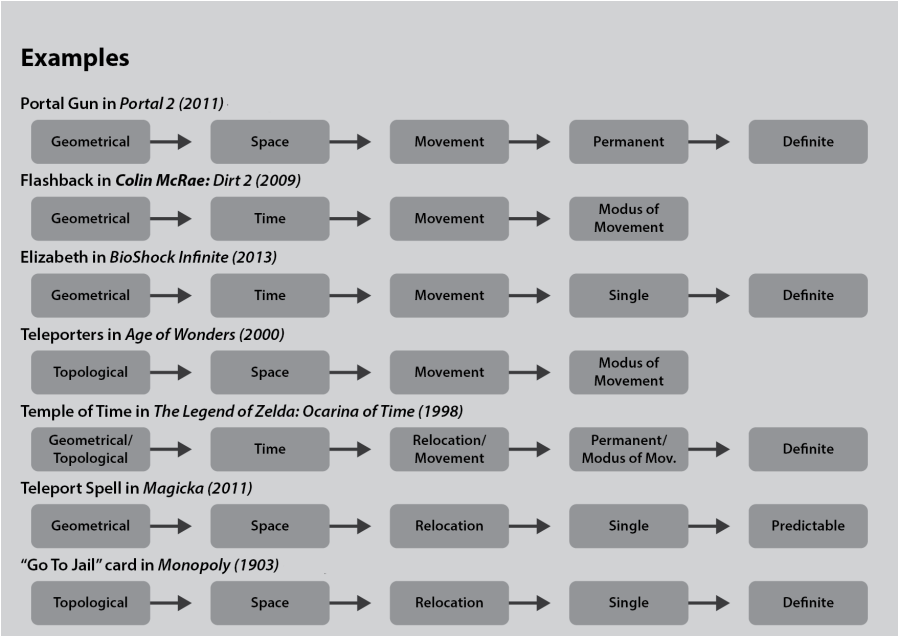 Examples
Portal Gun in Portal 2 (2011)
Geometrical Space Movement Permanent Definite
Flashback in Colin McRae: Dirt 2 (2009)
Geometrical Time Movement Modus of
Movement
Elizabeth in BioShock Infinite (2013)
Geometrical Time Movement Single Definite
Teleporters in Age of Wonders (2000)
Topological Space Movement Modus of
Movement
Temple of Time in The Legend of Zelda: Ocarina of Time (1998)
Geometrical/
Topological Time Relocation/
Movement Permanent/
Modus of Mov. Definite
Teleport Spell in Magicka (2011)
Geometrical Space Relocation Single Predictable
“Go To Jail” card in Monopoly (1903)
Topological Space Relocation Single Definite